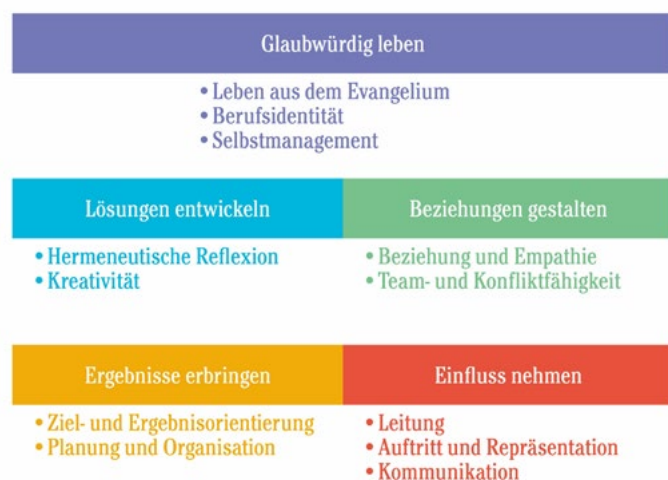 Glaubwürdig leben
• Leben aus dem Evangelium
• Berufsidentität
• Selbstmanagement
Lösungen entwickeln
• Hermeneutische Reflexion
• Kreativität
Beziehungen gestalten
• Beziehung und Empathie
• Team- und Konfliktfähigkeit
Ergebnisse erbringen
• Ziel- und Ergebnisorientierung
• Planung und Organisation
Einfluss nehmen
• Leitung
• Auftritt und Repräsentation
• Kommunikation